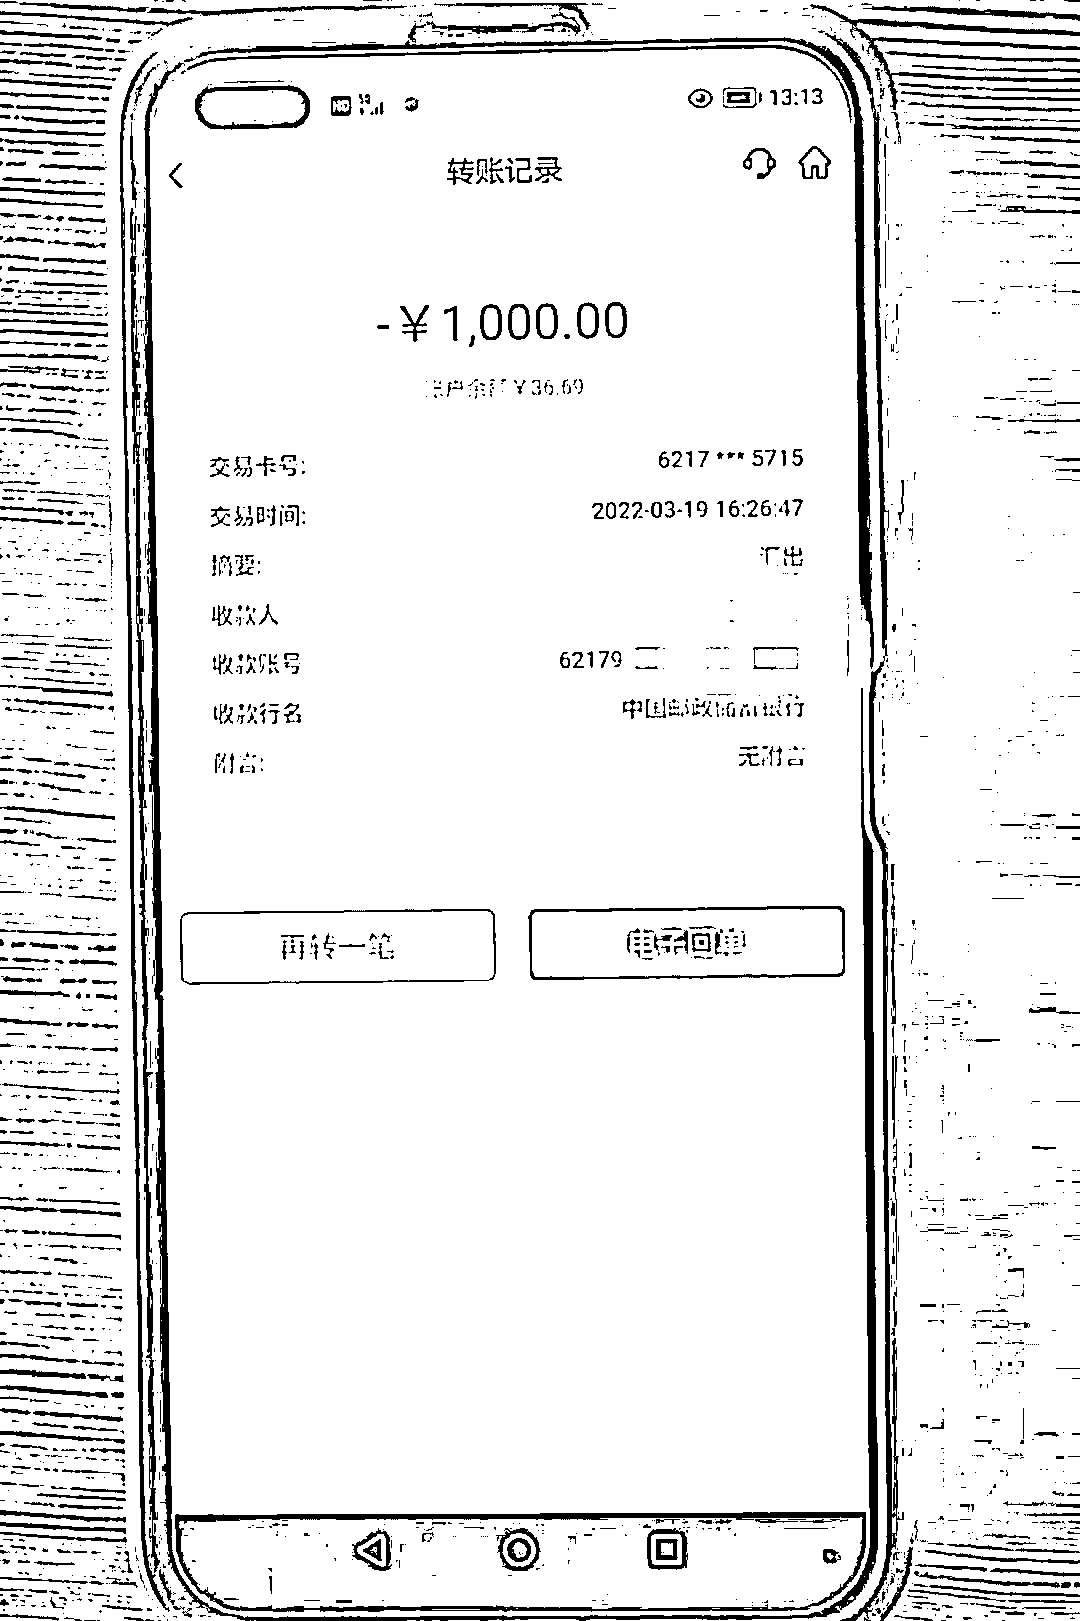 13:13
转账记录
-￥1,000.00
账户余额￥36.69
交易卡号: 6217 *** 5715
交易时间: 2022-03-19 16:26:47
摘要: 汇出
收款人
收款账号 62179
收款行名 中国邮政储蓄银行
附言: 无附言
再转一笔 电子回单